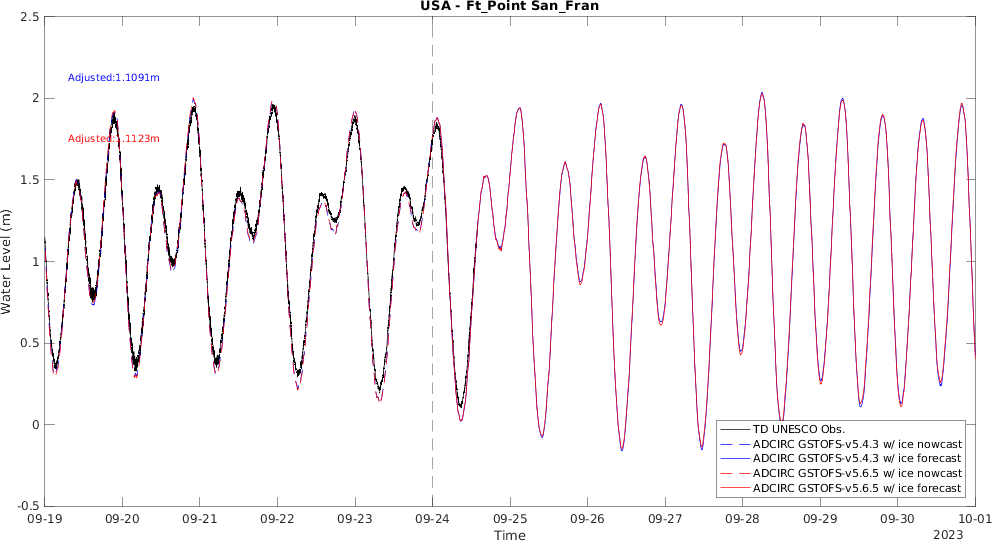 USA - Ft_Point San_Fran
2.5
2
1.5
1
0.5
0
-0.5
Water Level (m)
Adjusted:1.1091m
Adjusted:1.1123m
TD UNESCO Obs.
ADCIRC GSTOFS-v5.4.3 w/ ice nowcast
ADCIRC GSTOFS-v5.4.3 w/ ice forecast
ADCIRC GSTOFS-v5.6.5 w/ ice nowcast
ADCIRC GSTOFS-v5.6.5 w/ ice forecast
09-19 09-20 09-21 09-22 09-23 09-24 09-25 09-26 09-27 09-28 09-29 09-30 10-01
Time
2023